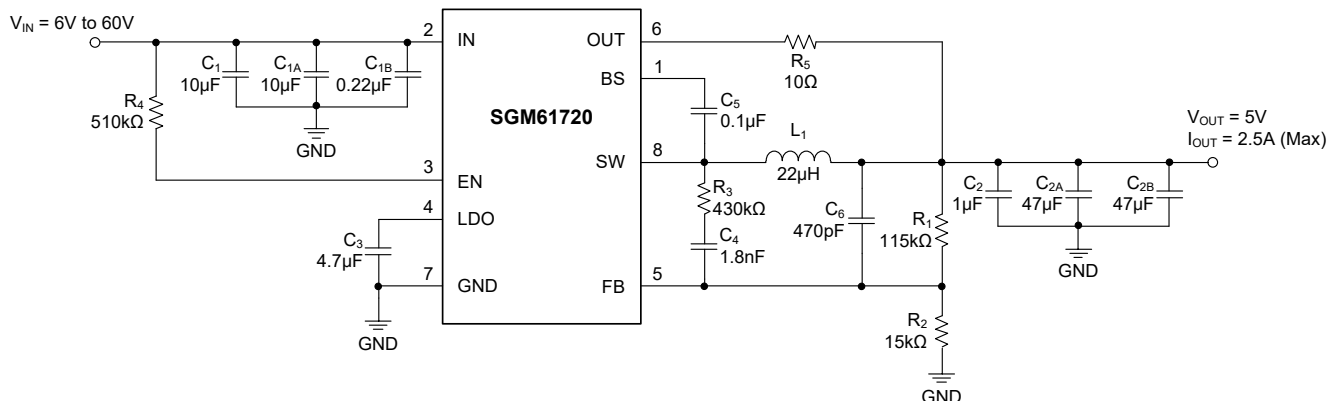 V_IN = 6V to 60V
2
IN
C1
10µF
C1A
10µF
C1B
0.22µF
R4
510kΩ
GND
3
EN
4
LDO
C3
4.7µF
7
GND
GND
SGM61720
OUT
6
R5
10Ω
BS
1
C5
0.1µF
SW
8
L1
22µH
R3
430kΩ
C4
1.8nF
C6
470pF
R1
115kΩ
FB
5
R2
15kΩ
GND
VOUT = 5V
IOUT = 2.5A (Max)
C2
1µF
C2A
47µF
C2B
47µF
GND